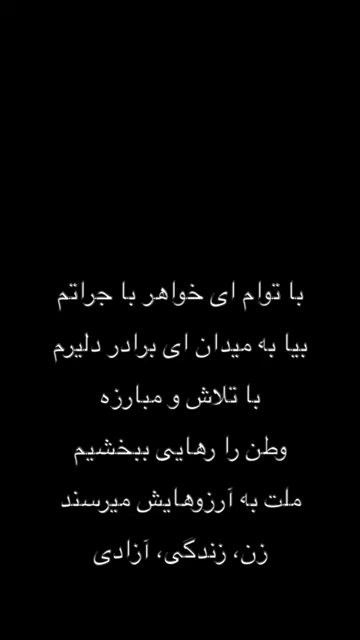 با توام ای خواهر با جراتم
بیا به میدان ای برادر دلیرم
با تلاش و مبارزه
وطن را رهایی ببخشیم
ملت به آرزوهایش میرسند
زن، زندگی، آزادی